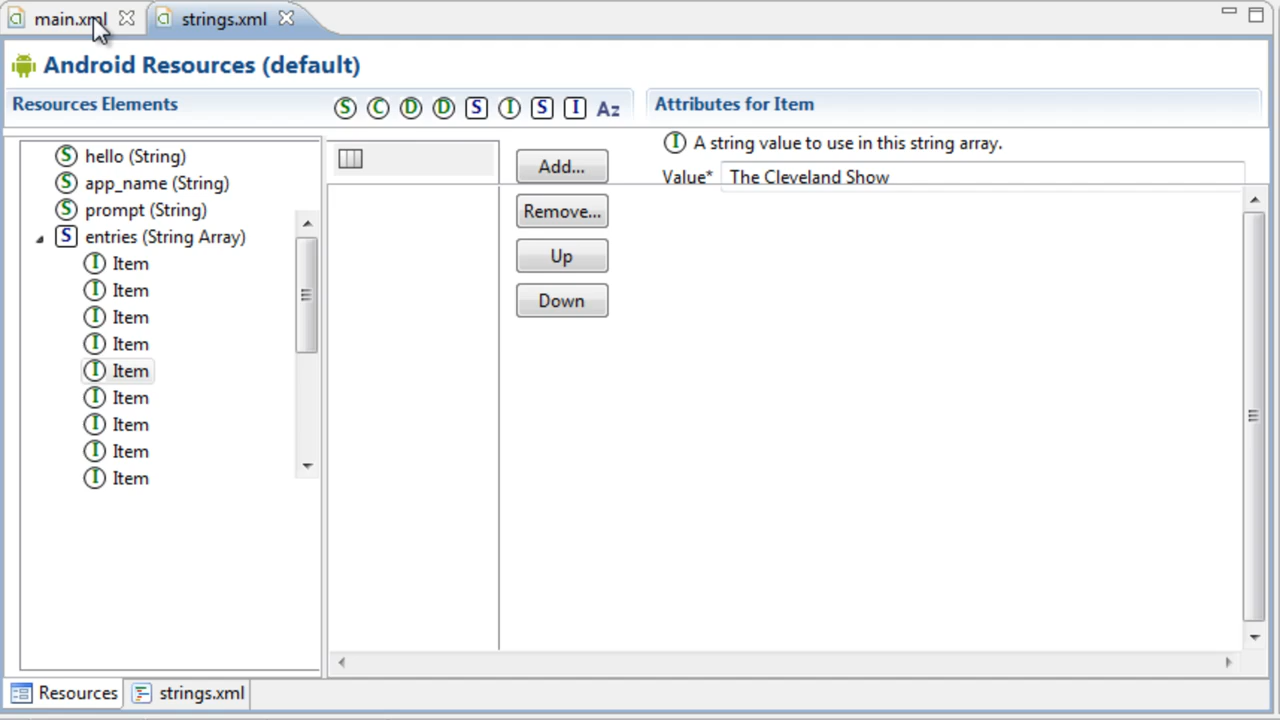 main.xml
strings.xml
Android Resources (default)
Resources Elements
S C D D S I S I Az
Attributes for Item
S hello (String)
S app_name (String)
S prompt (String)
S entries (String Array)
I Item
I Item
I Item
I Item
I Item
I Item
I Item
I Item
I Item
Add...
Remove...
Up
Down
I A string value to use in this string array.
Value* The Cleveland Show
Resources
strings.xml